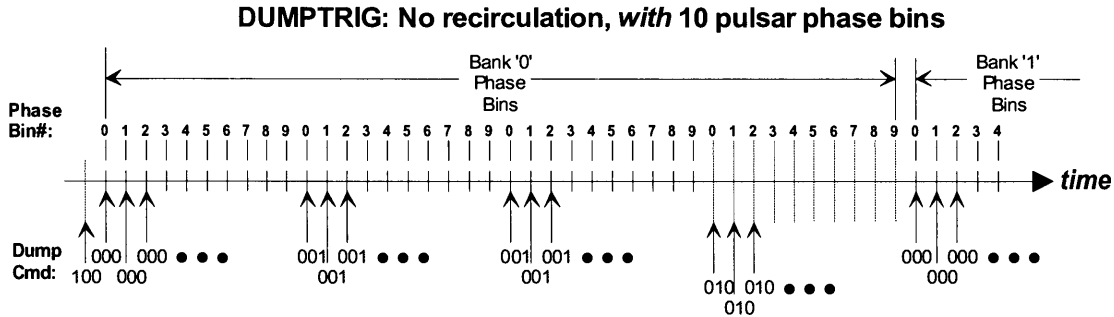 DUMPTRIG: No recirculation, with 10 pulsar phase bins
Bank '0'
Phase
Bins
Bank '1'
Phase
Bins
Phase
Bin#:
0 1 2 3 4 5 6 7 8 9 0 1 2 3 4 5 6 7 8 9 0 1 2 3 4 5 6 7 8 9 0 1 2 3 4 5 6 7 8 9 0 1 2 3 4
time
Dump
Cmd:
100 000 000 000 001 001 001 001 001 001 010 010 010 000 000 000